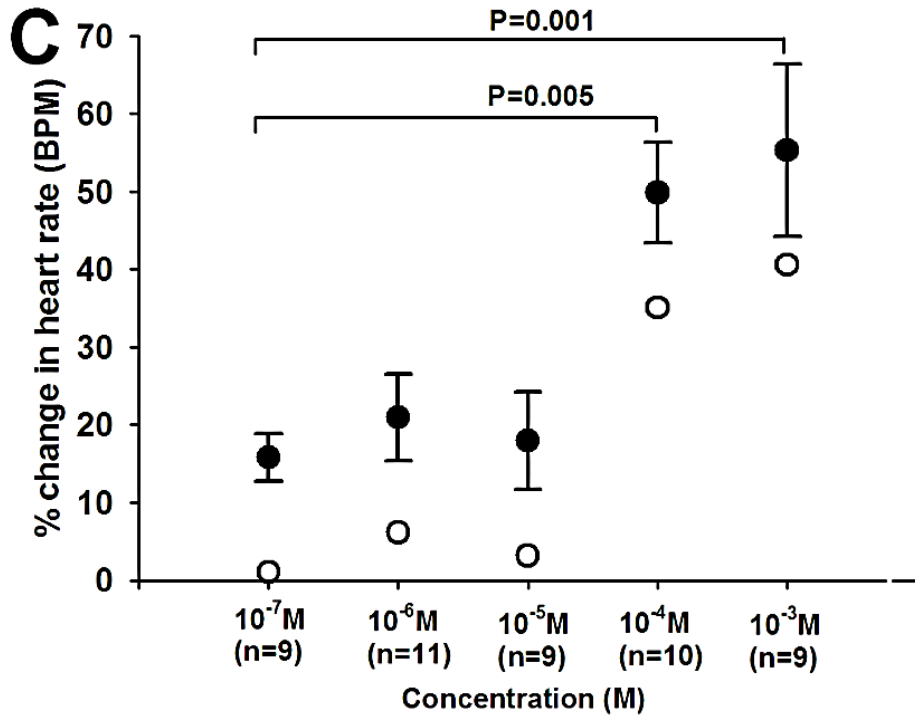 C
P=0.001
P=0.005
% change in heart rate (BPM)
70
60
50
40
30
20
10
0
10⁻⁷M 10⁻⁶M 10⁻⁵M 10⁻⁴M 10⁻³M
(n=9) (n=11) (n=9) (n=10) (n=9)
Concentration (M)